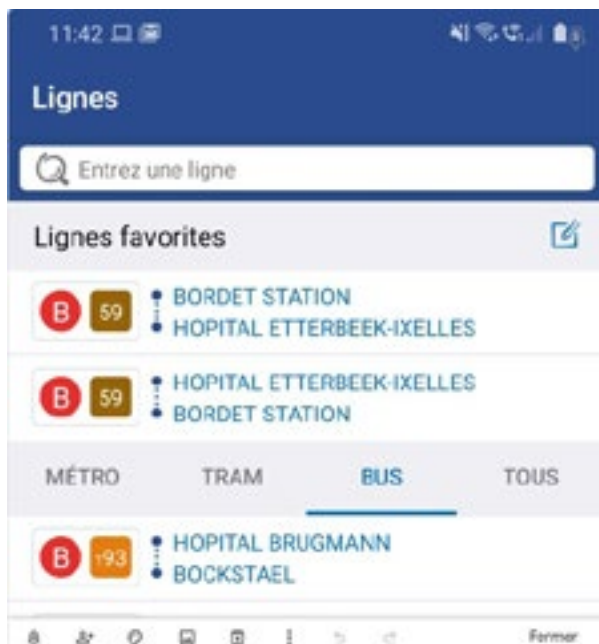 11:42
Lignes
Entrez une ligne
Lignes favorites
B 59 BORDET STATION
HOPITAL ETTERBEEK-IXELLES
B 59 HOPITAL ETTERBEEK-IXELLES
BORDET STATION
MÉTRO TRAM BUS TOUS
B T93 HOPITAL BRUGMANN
BOCKSTAEL
Fermer